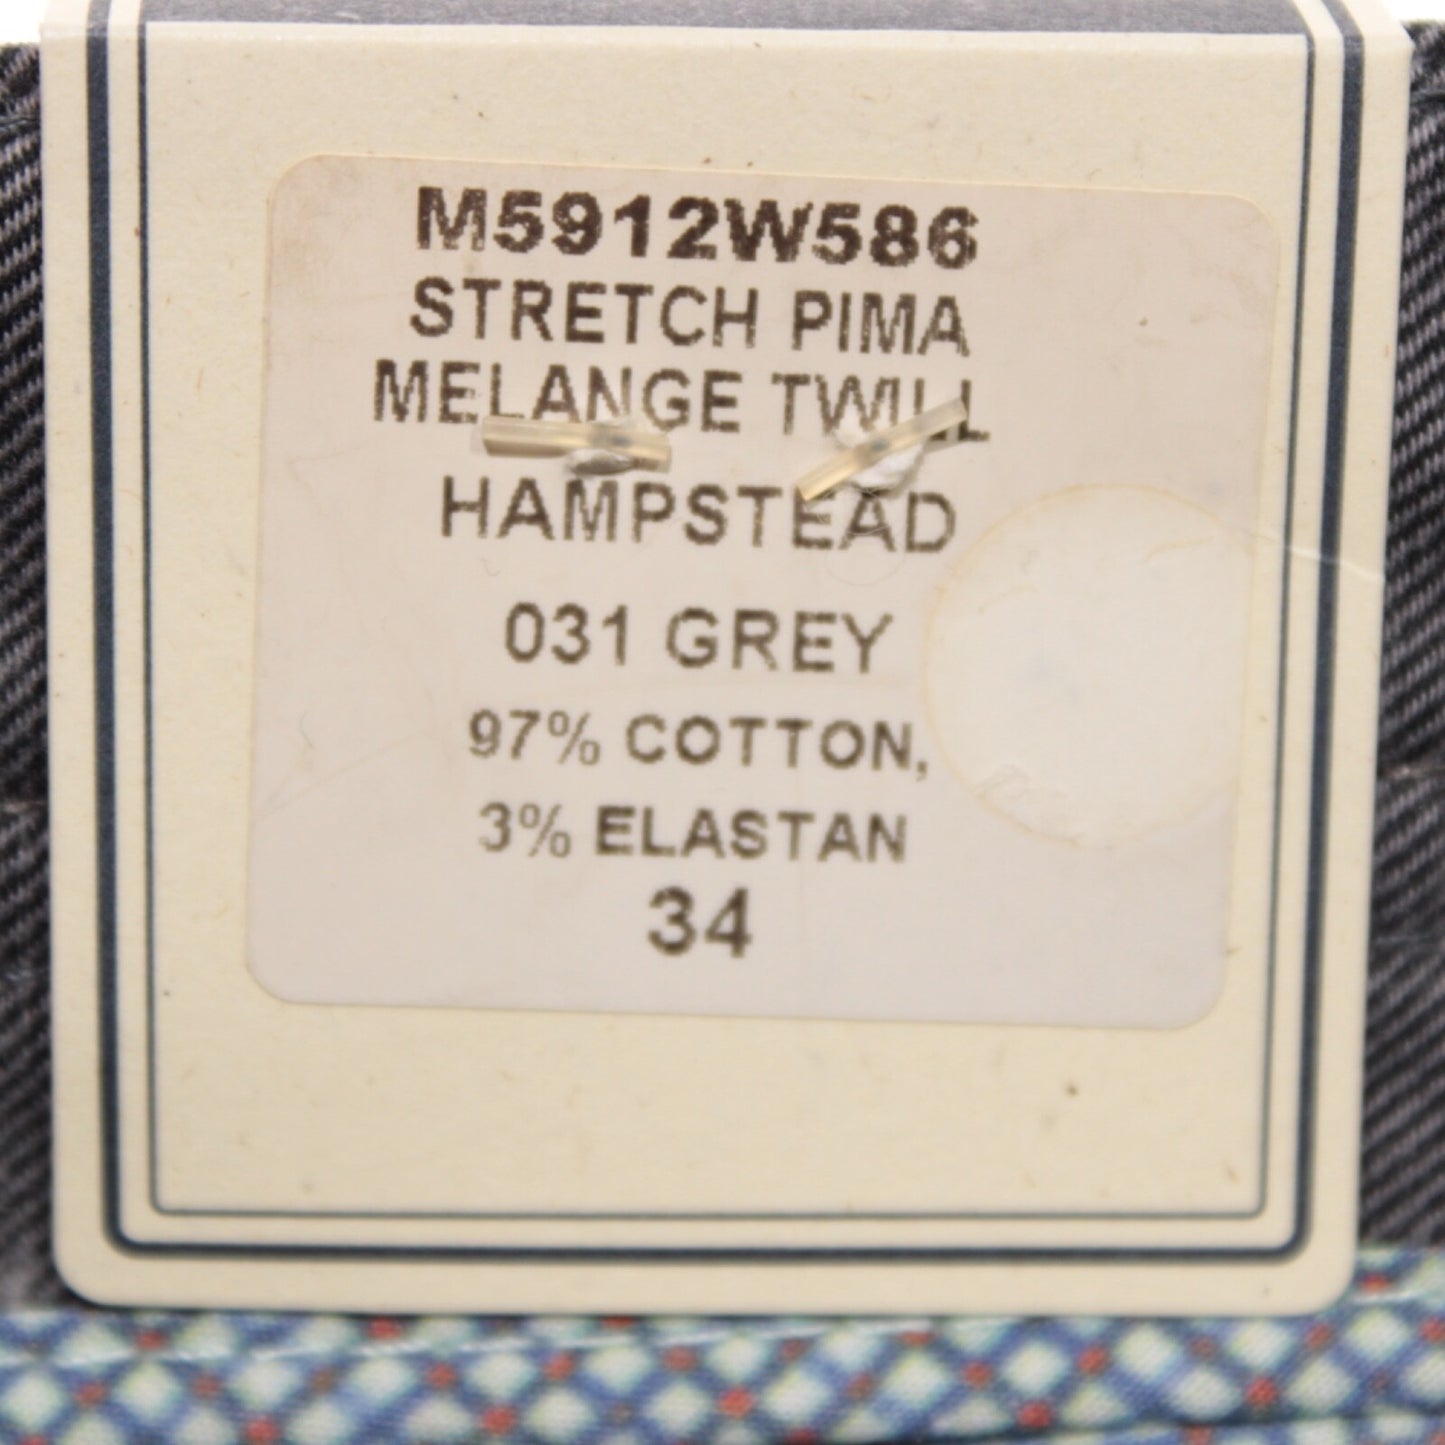 M5912W586
STRETCH PIMA
MELANGE TWILL
HAMPSTEAD
031 GREY
97% COTTON,
3% ELASTAN
34